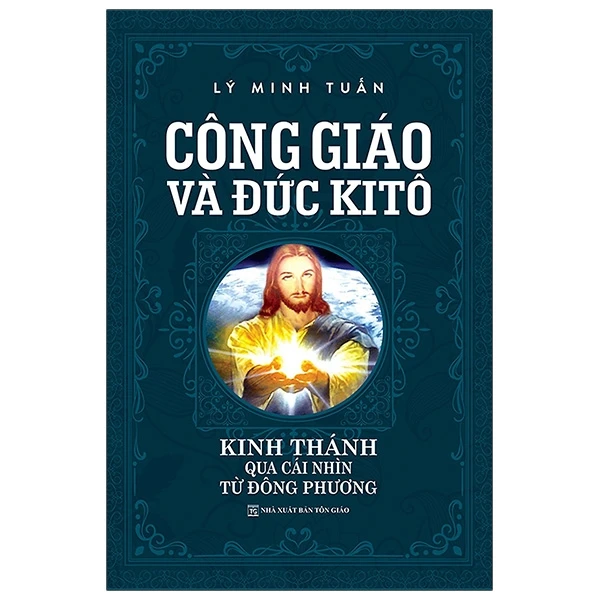 LÝ MINH TUẤN
CÔNG GIÁO
VÀ ĐỨC KITÔ
KINH THÁNH
QUA CÁI NHÌN
TỪ ĐÔNG PHƯƠNG
TG NHÀ XUẤT BẢN TÔN GIÁO